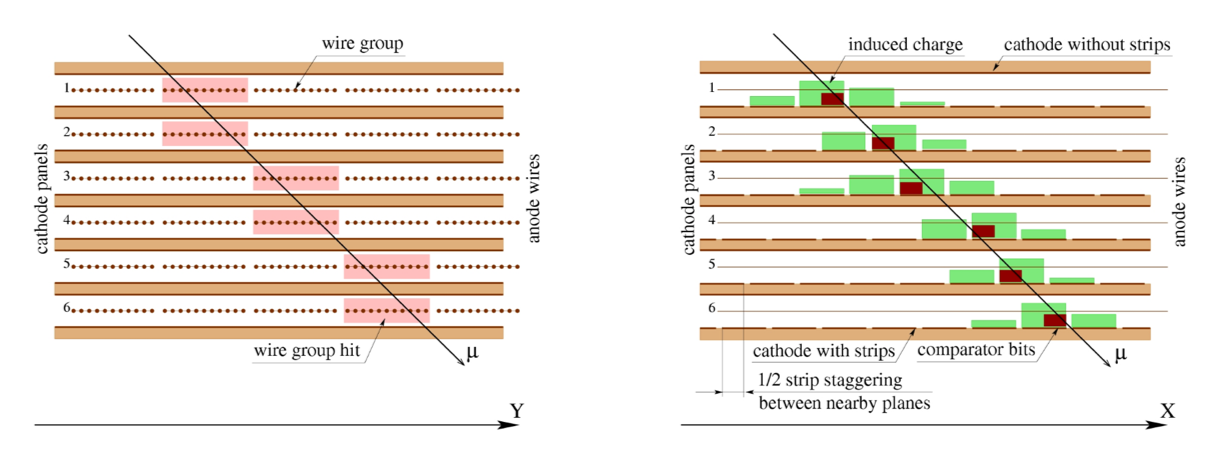 wire group
1
2
3
4
5
6
cathode panels
anode wires
wire group hit
μ
Y
induced charge
cathode without strips
1
2
3
4
5
6
cathode panels
anode wires
cathode with strips
comparator bits
μ
1/2 strip staggering
between nearby planes
X